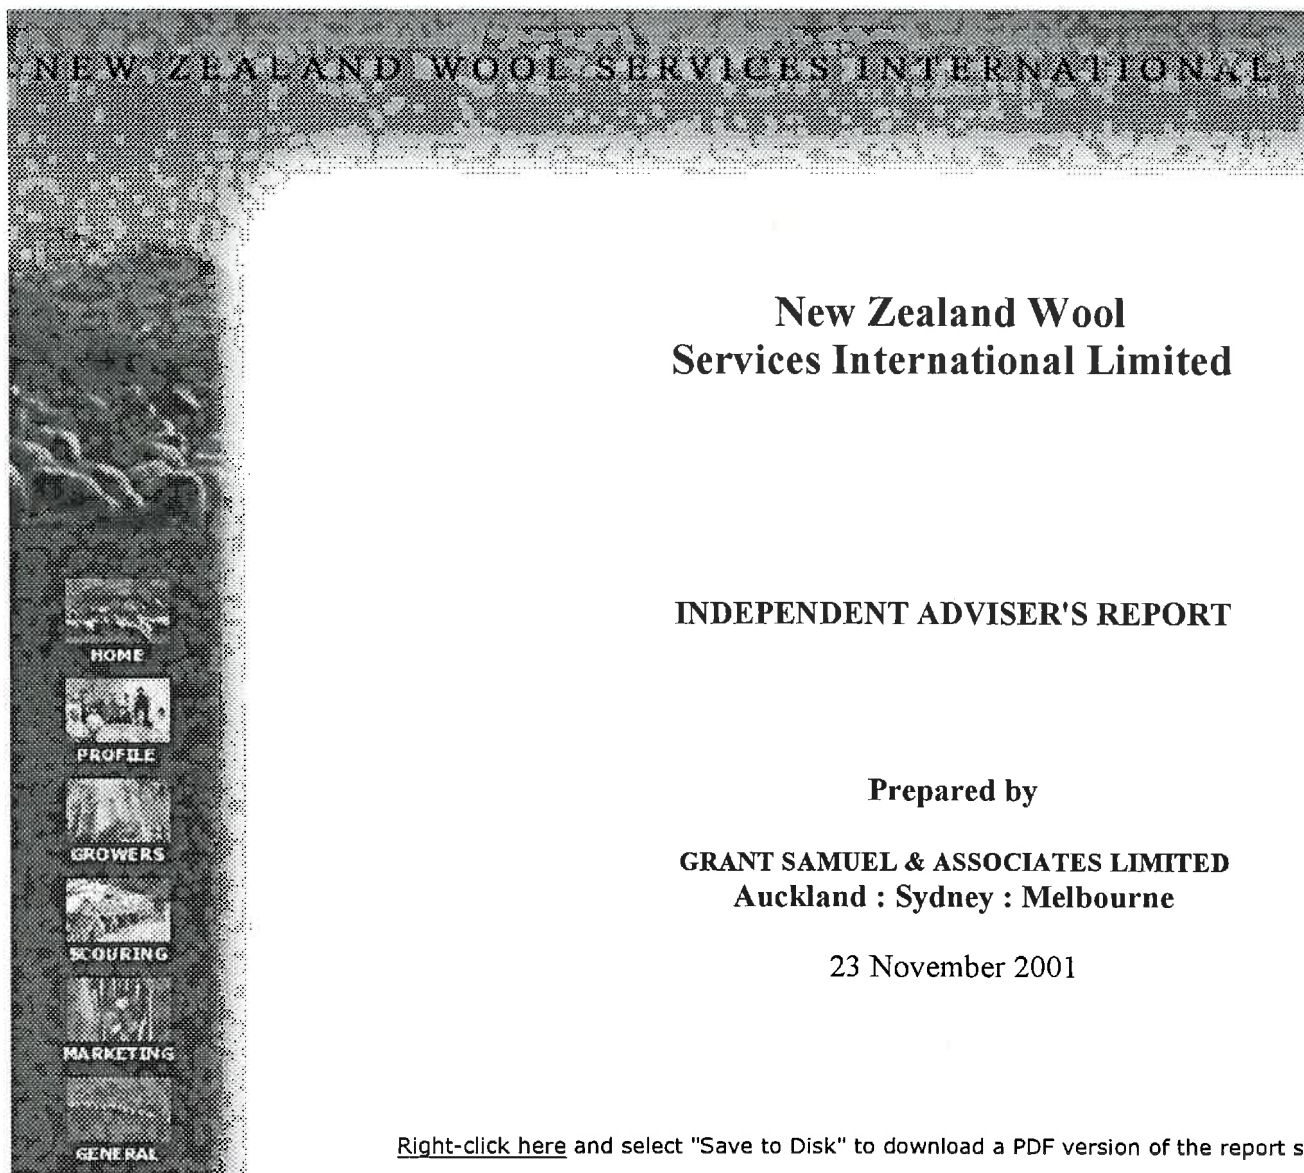 NEW ZEALAND WOOL SERVICES INTERNATIONAL
New Zealand Wool
Services International Limited
INDEPENDENT ADVISER'S REPORT
Prepared by
GRANT SAMUEL & ASSOCIATES LIMITED
Auckland : Sydney : Melbourne
23 November 2001
HOME
PROFILE
GROWERS
SCOURING
MARKETING
GENERAL
Right-click here and select "Save to Disk" to download a PDF version of the report s